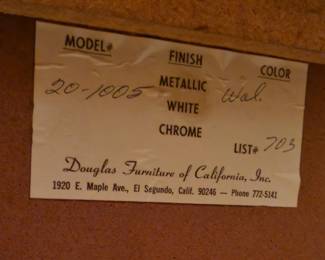 MODEL# FINISH COLOR
20-1005 METALLIC Wal.
WHITE
CHROME
LIST# 703
Douglas Furniture of California, Inc.
1920 E. Maple Ave., El Segundo, Calif. 90246 — Phone 772-5141